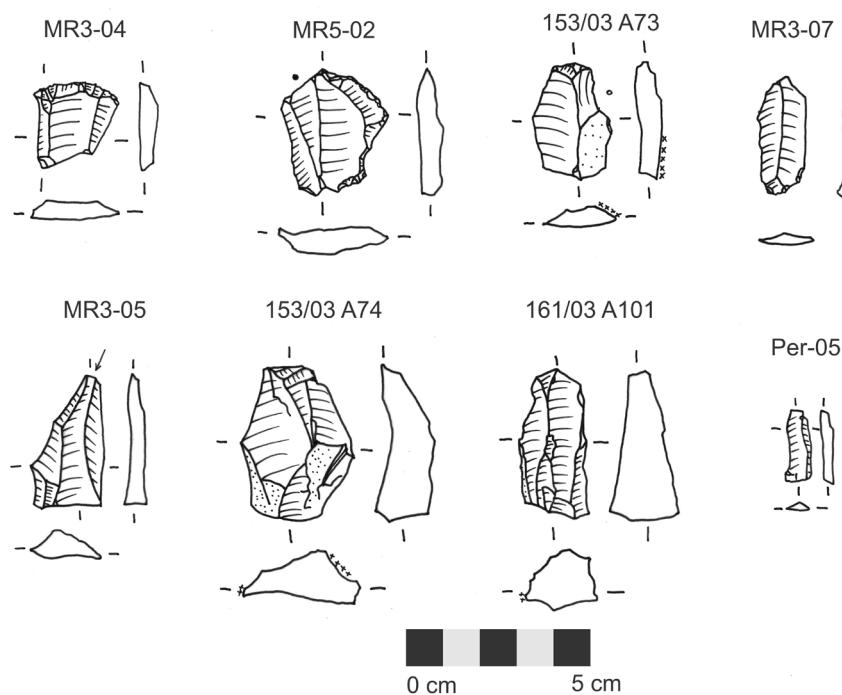 MR3-04
MR5-02
153/03 A73
MR3-07
MR3-05
153/03 A74
161/03 A101
Per-05
0 cm
5 cm